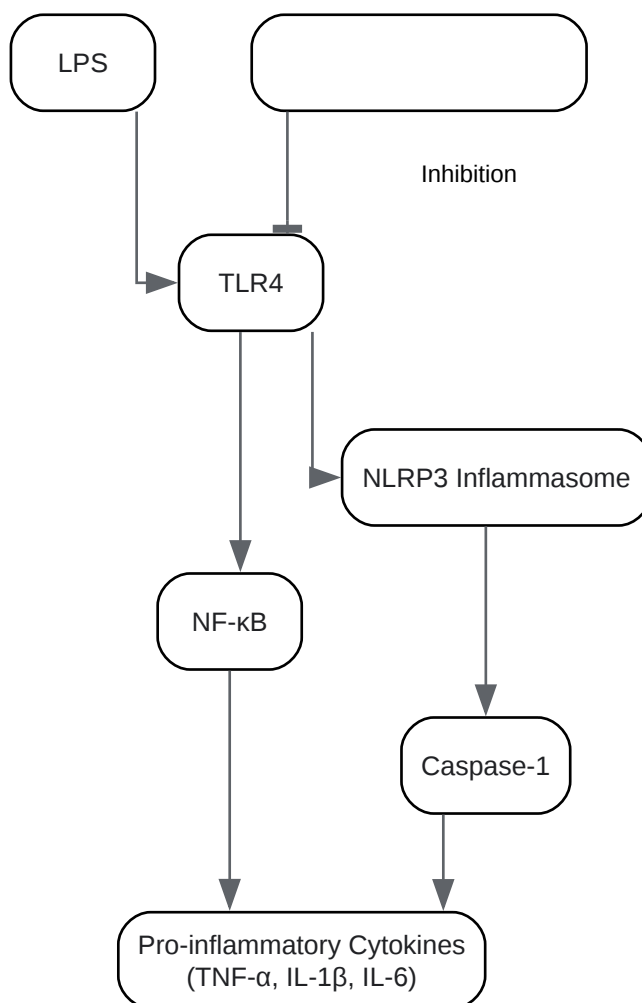 LPS
Inhibition
TLR4
NLRP3 Inflammasome
NF-κB
Caspase-1
Pro-inflammatory Cytokines
(TNF-α, IL-1β, IL-6)